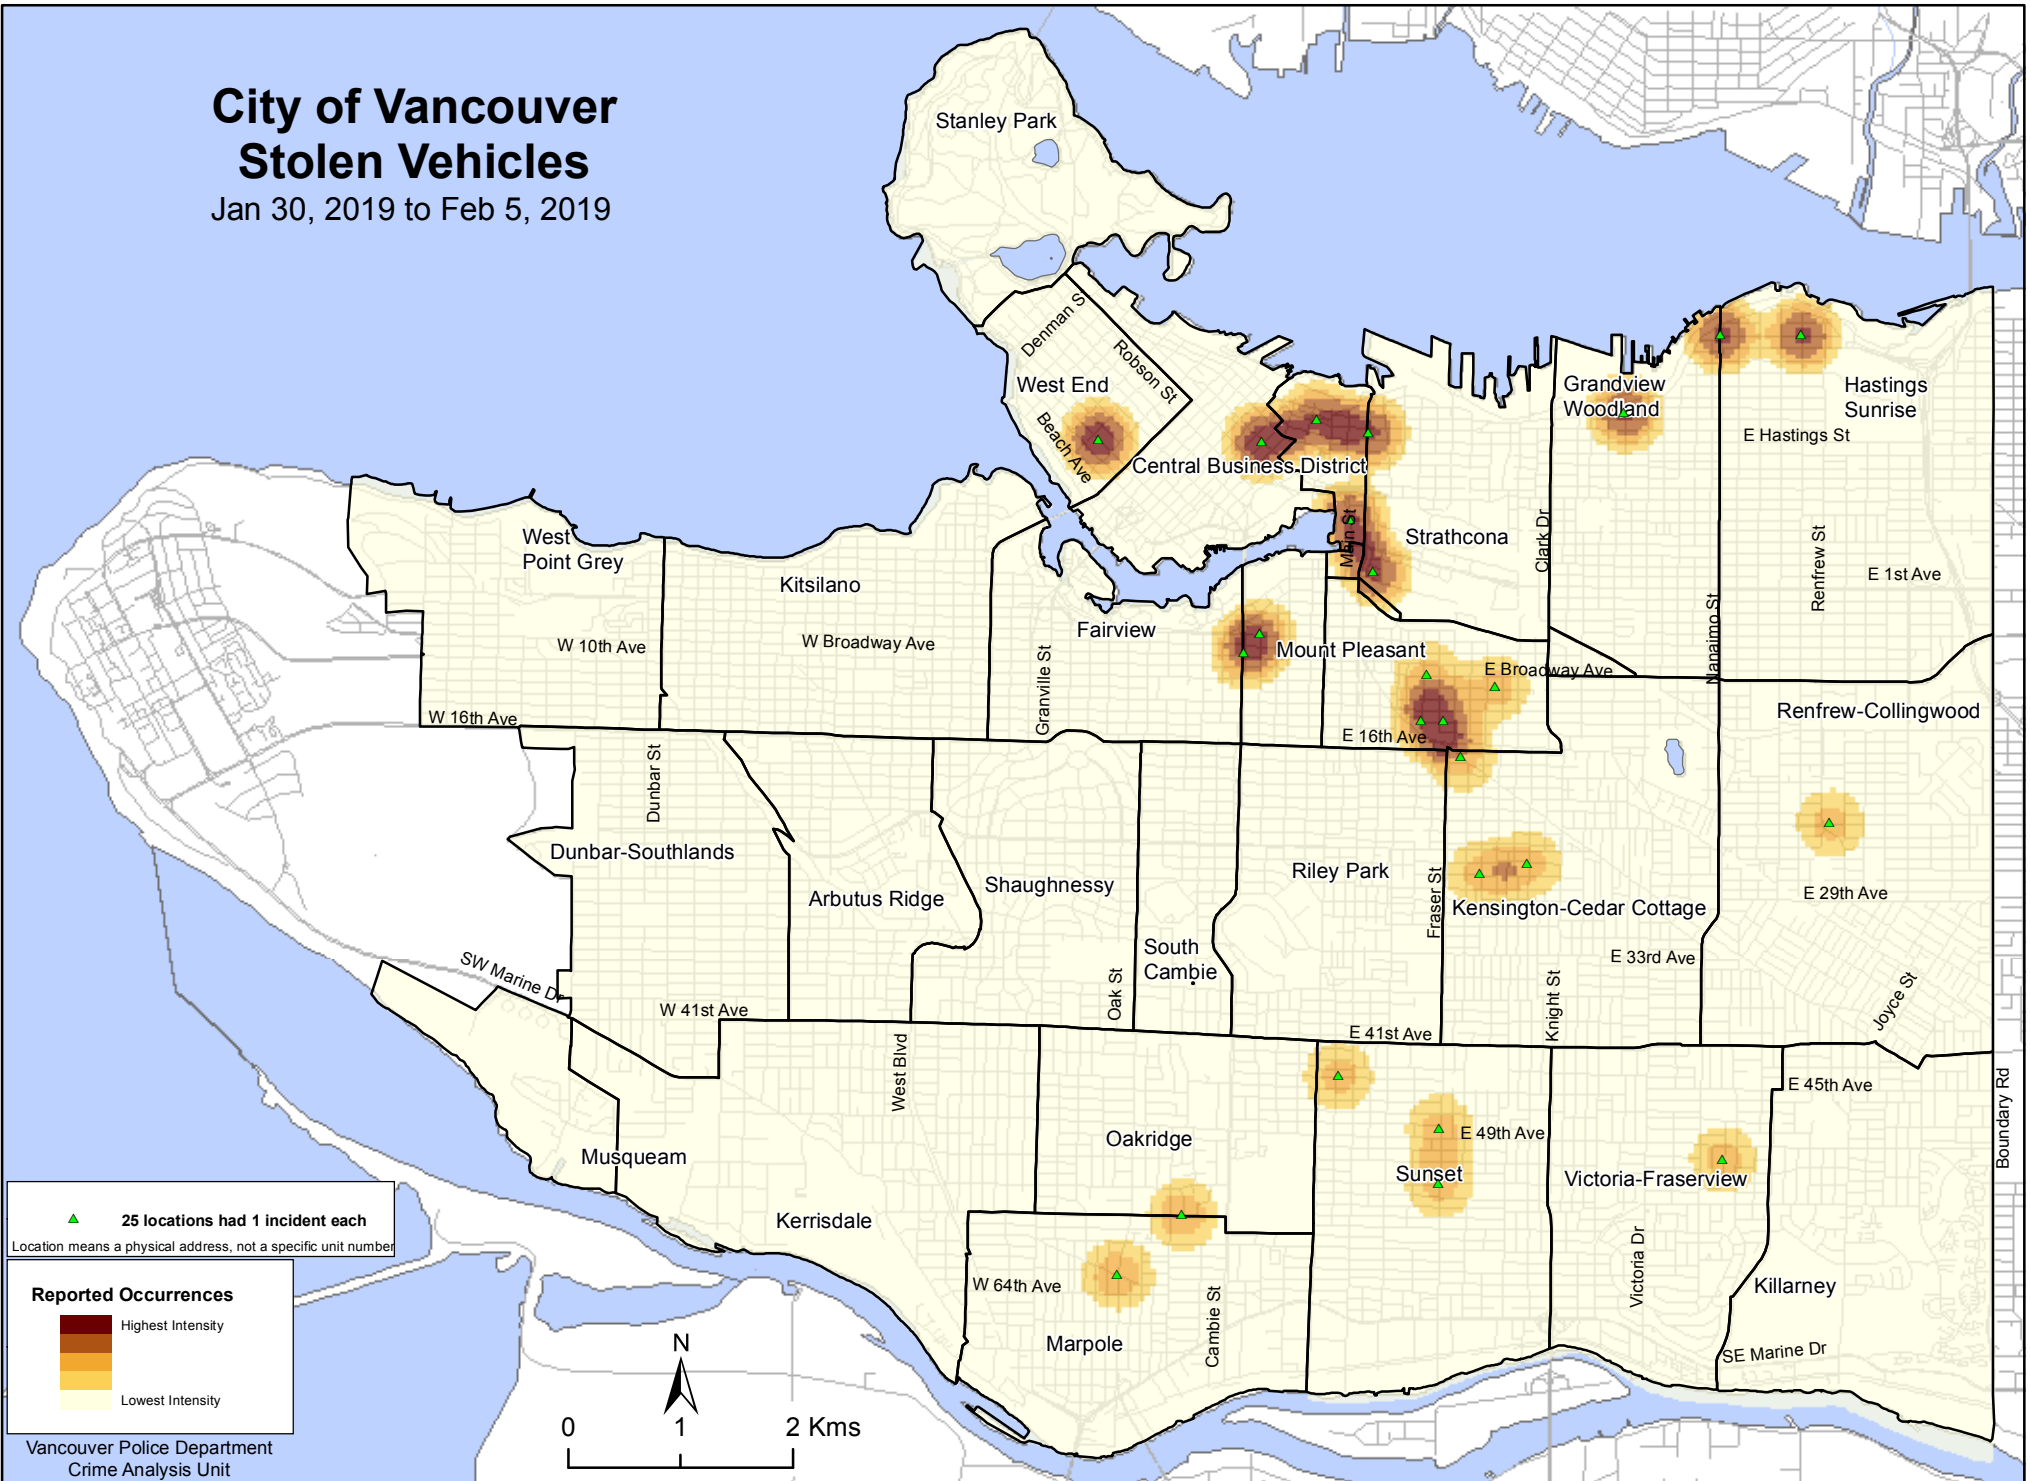 City of Vancouver
Stolen Vehicles
Jan 30, 2019 to Feb 5, 2019
Stanley Park
Denman S
Robson St
West End
Beach Ave
Grandview
Woodland
Hastings
Sunrise
E Hastings St
Central Business District
West
Point Grey
Kitsilano
Main St
Strathcona
Clark Dr
Renfrew St
E 1st Ave
Nanaimo St
W 10th Ave
W Broadway Ave
Fairview
Granville St
Mount Pleasant
E Broadway Ave
W 16th Ave
E 16th Ave
Renfrew-Collingwood
Dunbar St
Dunbar-Southlands
Arbutus Ridge
Shaughnessy
Riley Park
Fraser St
Kensington-Cedar Cottage
E 29th Ave
South
Cambie
E 33rd Ave
SW Marine Dr
W 41st Ave
Oak St
Knight St
Joyce St
E 41st Ave
West Blvd
E 45th Ave
Boundary Rd
Oakridge
E 49th Ave
Musqueam
Sunset
Victoria-Fraserview
Kerrisdale
W 64th Ave
Cambie St
Victoria Dr
Killarney
Marpole
SE Marine Dr
25 locations had 1 incident each
Location means a physical address, not a specific unit number
Reported Occurrences
Highest Intensity
Lowest Intensity
N
0 1 2 Kms
Vancouver Police Department
Crime Analysis Unit